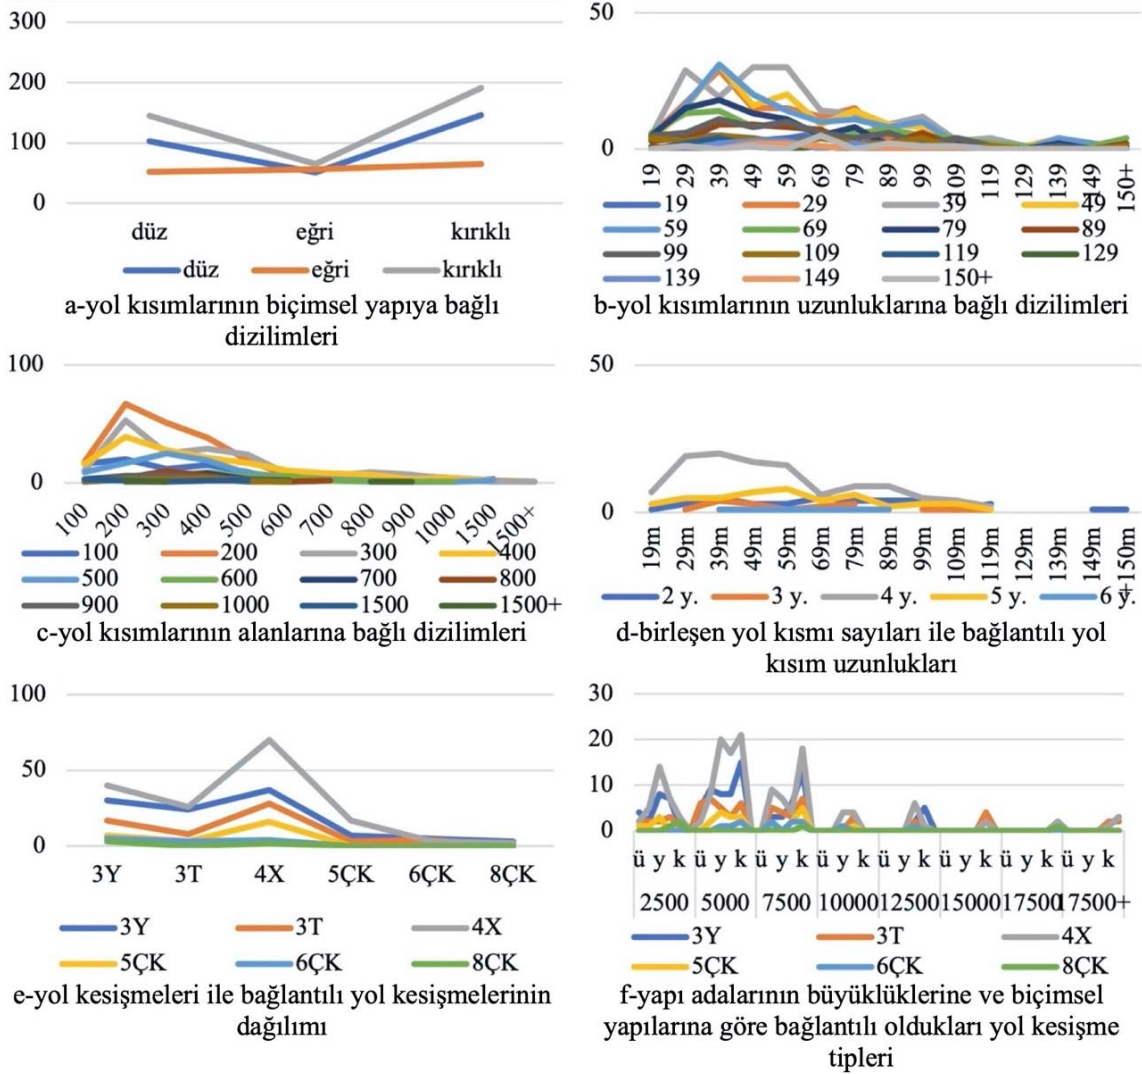 300
200
100
0
düz eğri kırıklı
düz eğri kırıklı
a-yol kısımlarının biçimsel yapıya bağlı
dizilimleri
50
0
19 29 39 49 59 69 79 89 99 109 119 129 139 149 150+
19 29 39 49
59 69 79 89
99 109 119 129
139 149 150+
b-yol kısımlarının uzunluklarına bağlı dizilimleri
100
0
100 200 300 400 500 600 700 800 900 1000 1500 1500+
100 200 300 400
500 600 700 800
900 1000 1500 1500+
c-yol kısımlarının alanlarına bağlı dizilimleri
50
0
19m 29m 39m 49m 59m 69m 79m 89m 99m 109m 119m 129m 139m 149m +150m
2 y. 3 y. 4 y. 5 y. 6 y.
d-birleşen yol kısmı sayıları ile bağlantılı yol
kısım uzunlukları
100
50
0
3Y 3T 4X 5ÇK 6ÇK 8ÇK
3Y 3T 4X
5ÇK 6ÇK 8ÇK
e-yol kesişmeleri ile bağlantılı yol kesişmelerinin
dağılımı
30
20
10
0
ü y k ü y k ü y k ü y k ü y k ü y k ü y k ü y k
2500 5000 7500 10000 12500 15000 17500 17500+
3Y 3T 4X
5ÇK 6ÇK 8ÇK
f-yapı adalarının büyüklüklerine ve biçimsel
yapılarına göre bağlantılı oldukları yol kesişme
tipleri